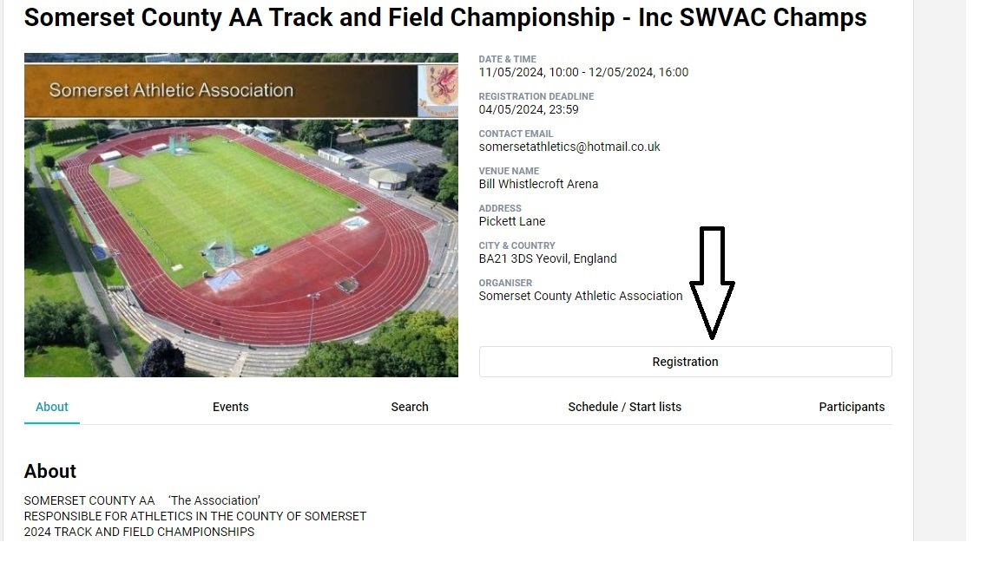 Somerset County AA Track and Field Championship - Inc SWVAC Champs
Somerset Athletic Association
DATE & TIME
11/05/2024, 10:00 - 12/05/2024, 16:00
REGISTRATION DEADLINE
04/05/2024, 23:59
CONTACT EMAIL
somersetathletics@hotmail.co.uk
VENUE NAME
Bill Whistlecroft Arena
ADDRESS
Pickett Lane
CITY & COUNTRY
BA21 3DS Yeovil, England
ORGANISER
Somerset County Athletic Association
Registration
About Events Search Schedule / Start lists Participants
About
SOMERSET COUNTY AA ‘The Association’
RESPONSIBLE FOR ATHLETICS IN THE COUNTY OF SOMERSET
2024 TRACK AND FIELD CHAMPIONSHIPS